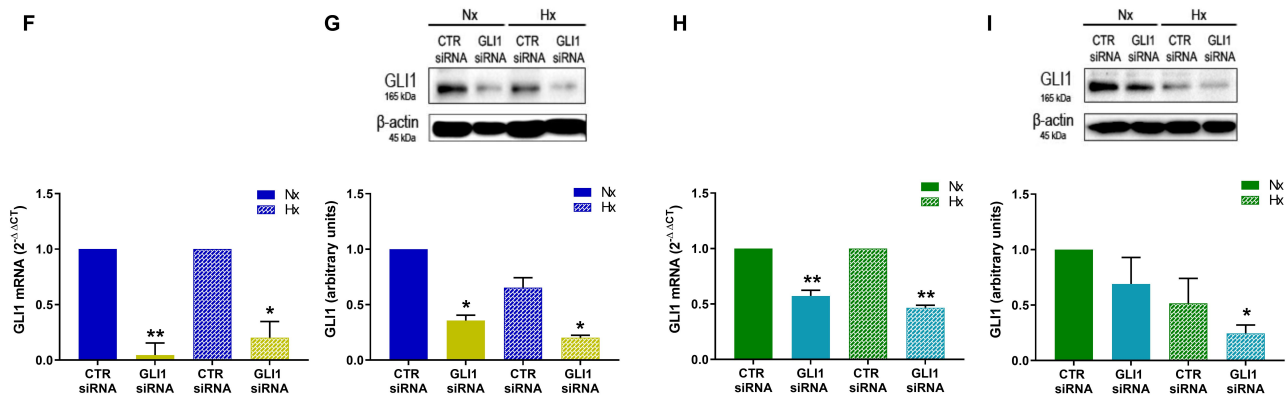 F
GLI1 mRNA (2^-Δ ΔCT)
1.5
1.0
0.5
0.0
Nx
Hx
**
*
CTR siRNA
GLI1 siRNA
CTR siRNA
GLI1 siRNA
G
Nx
Hx
CTR siRNA
GLI1 siRNA
CTR siRNA
GLI1 siRNA
GLI1
165 kDa
β-actin
45 kDa
GLI1 (arbitrary units)
1.5
1.0
0.5
0.0
Nx
Hx
*
*
CTR siRNA
GLI1 siRNA
CTR siRNA
GLI1 siRNA
H
GLI1 mRNA (2^-Δ ΔCT)
1.5
1.0
0.5
0.0
Nx
Hx
**
**
CTR siRNA
GLI1 siRNA
CTR siRNA
GLI1 siRNA
I
Nx
Hx
CTR siRNA
GLI1 siRNA
CTR siRNA
GLI1 siRNA
GLI1
165 kDa
β-actin
45 kDa
GLI1 (arbitrary units)
1.5
1.0
0.5
0.0
Nx
Hx
*
CTR siRNA
GLI1 siRNA
CTR siRNA
GLI1 siRNA